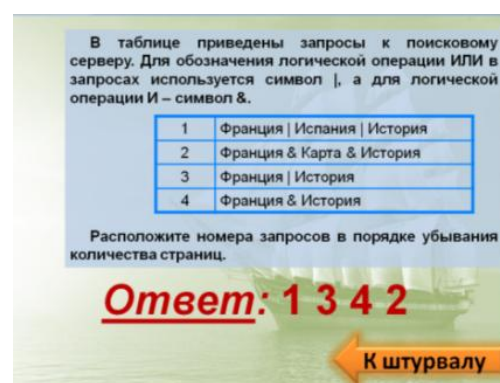 В таблице приведены запросы к поисковому
серверу. Для обозначения логической операции ИЛИ в
запросах используется символ |, а для логической
операции И – символ &.
1 Франция | Испания | История
2 Франция & Карта & История
3 Франция | История
4 Франция & История
Расположите номера запросов в порядке убывания
количества страниц.
Ответ: 1 3 4 2
К штурвалу